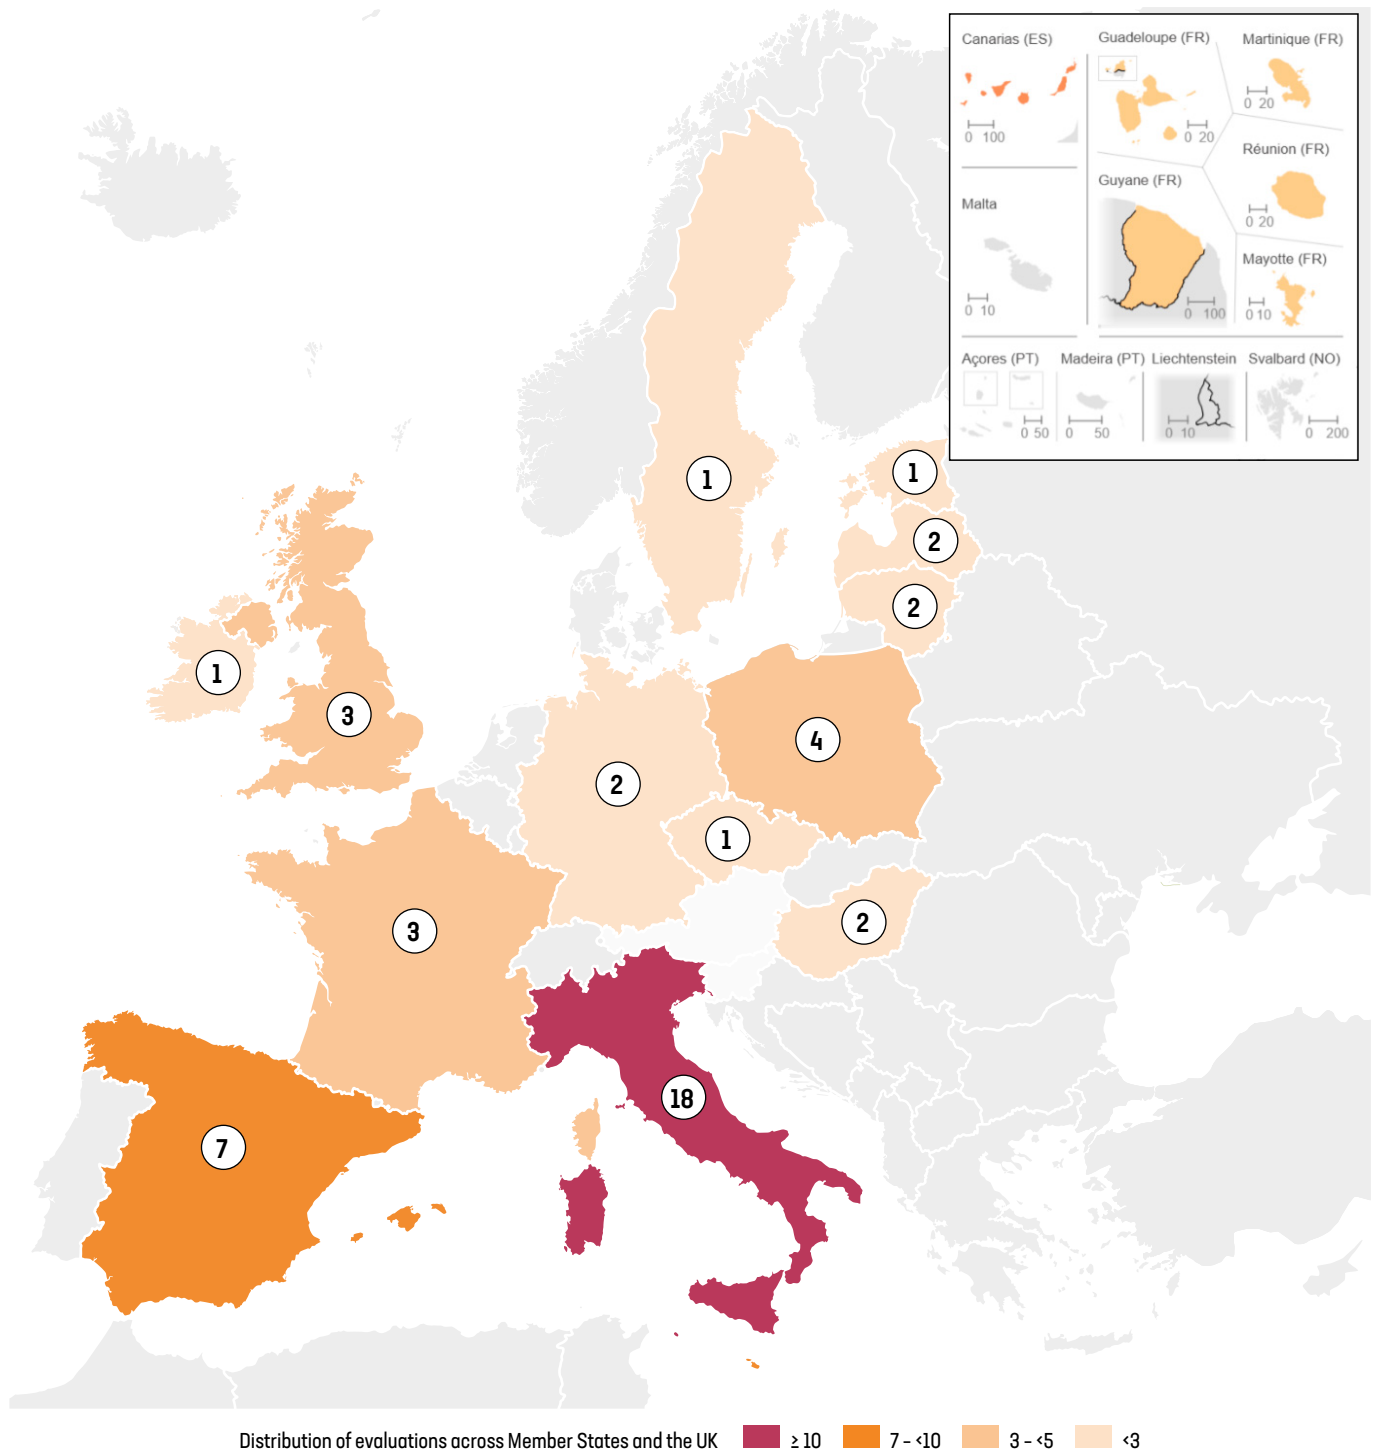 Canarias (ES)
0 100
Guadeloupe (FR)
0 20
Martinique (FR)
0 20
Réunion (FR)
0 20
Malta
0 10
Guyane (FR)
0 100
Mayotte (FR)
0 10
Açores (PT)
0 50
Madeira (PT)
0 50
Liechtenstein
0 10
Svalbard (NO)
0 200
1
1
2
2
1
3
4
2
1
3
2
18
7
Distribution of evaluations across Member States and the UK ≥ 10 7 - <10 3 - <5 <3